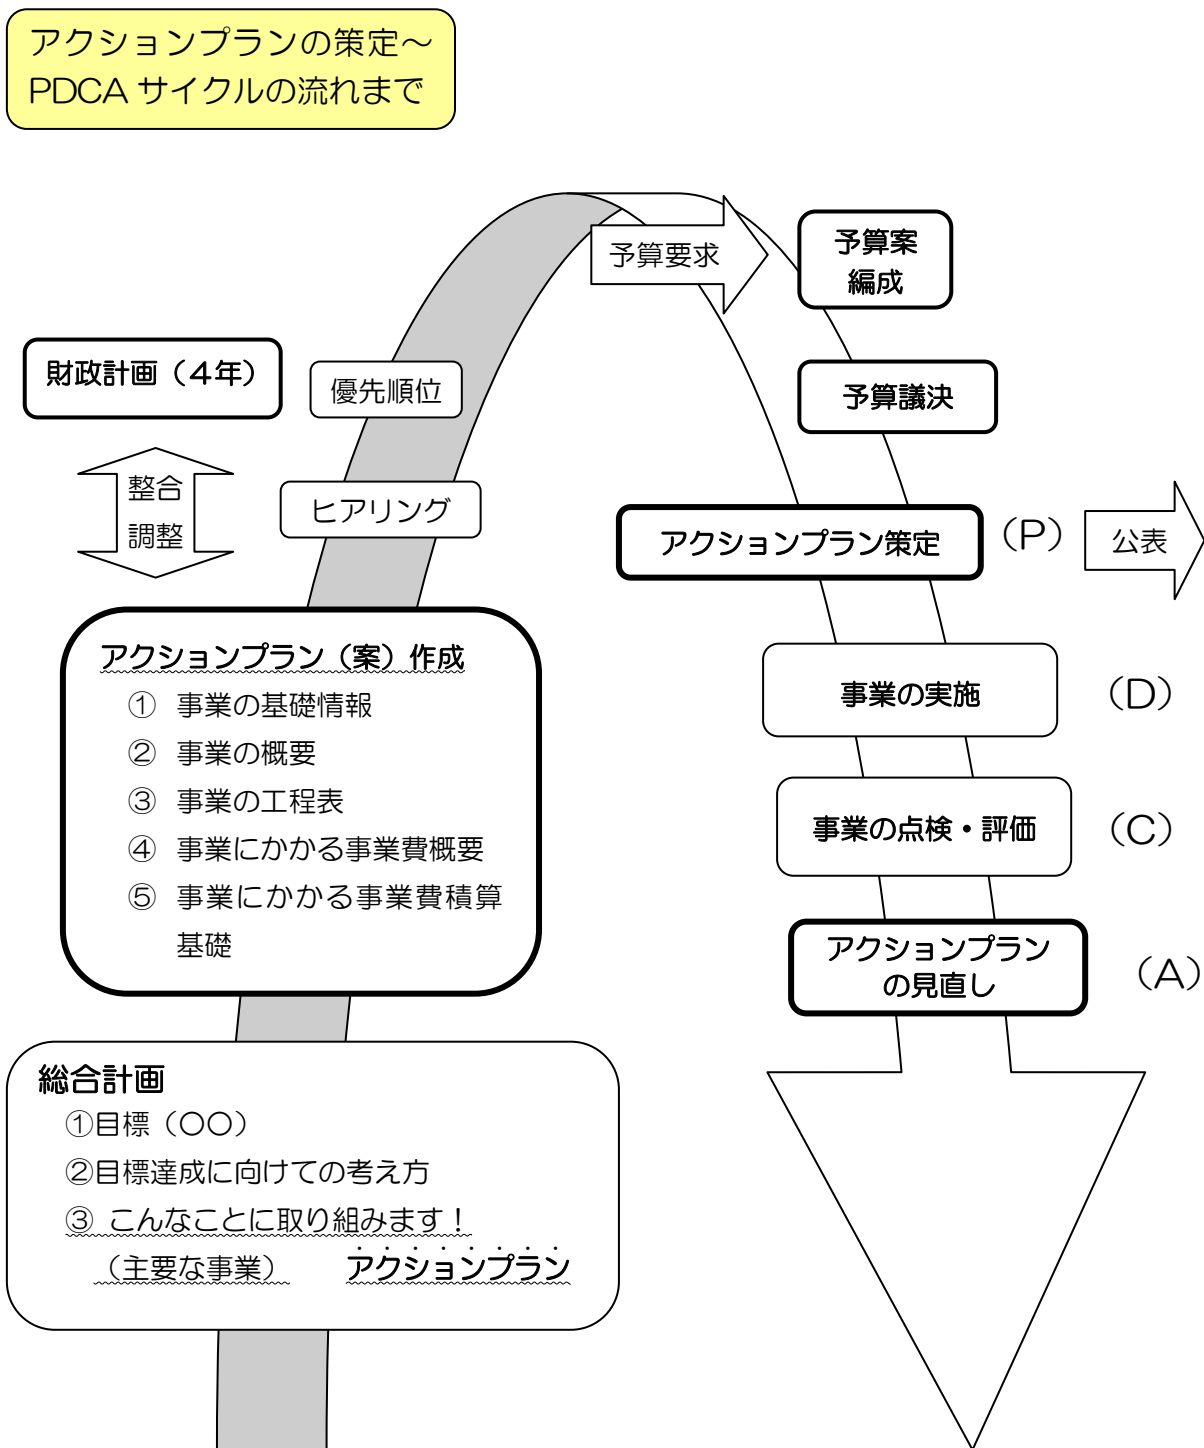 アクションプランの策定～
PDCA サイクルの流れまで
予算要求
予算案
編成
財政計画（４年）
優先順位
予算議決
整合
調整
ヒアリング
アクションプラン策定
（P）
公表
アクションプラン（案）作成
① 事業の基礎情報
② 事業の概要
③ 事業の工程表
④ 事業にかかる事業費概要
⑤ 事業にかかる事業費積算
基礎
事業の実施
（D）
事業の点検・評価
（C）
アクションプラン
の見直し
（A）
総合計画
①目標（〇〇）
②目標達成に向けての考え方
③ こんなことに取り組みます！
（主要な事業） アクションプラン